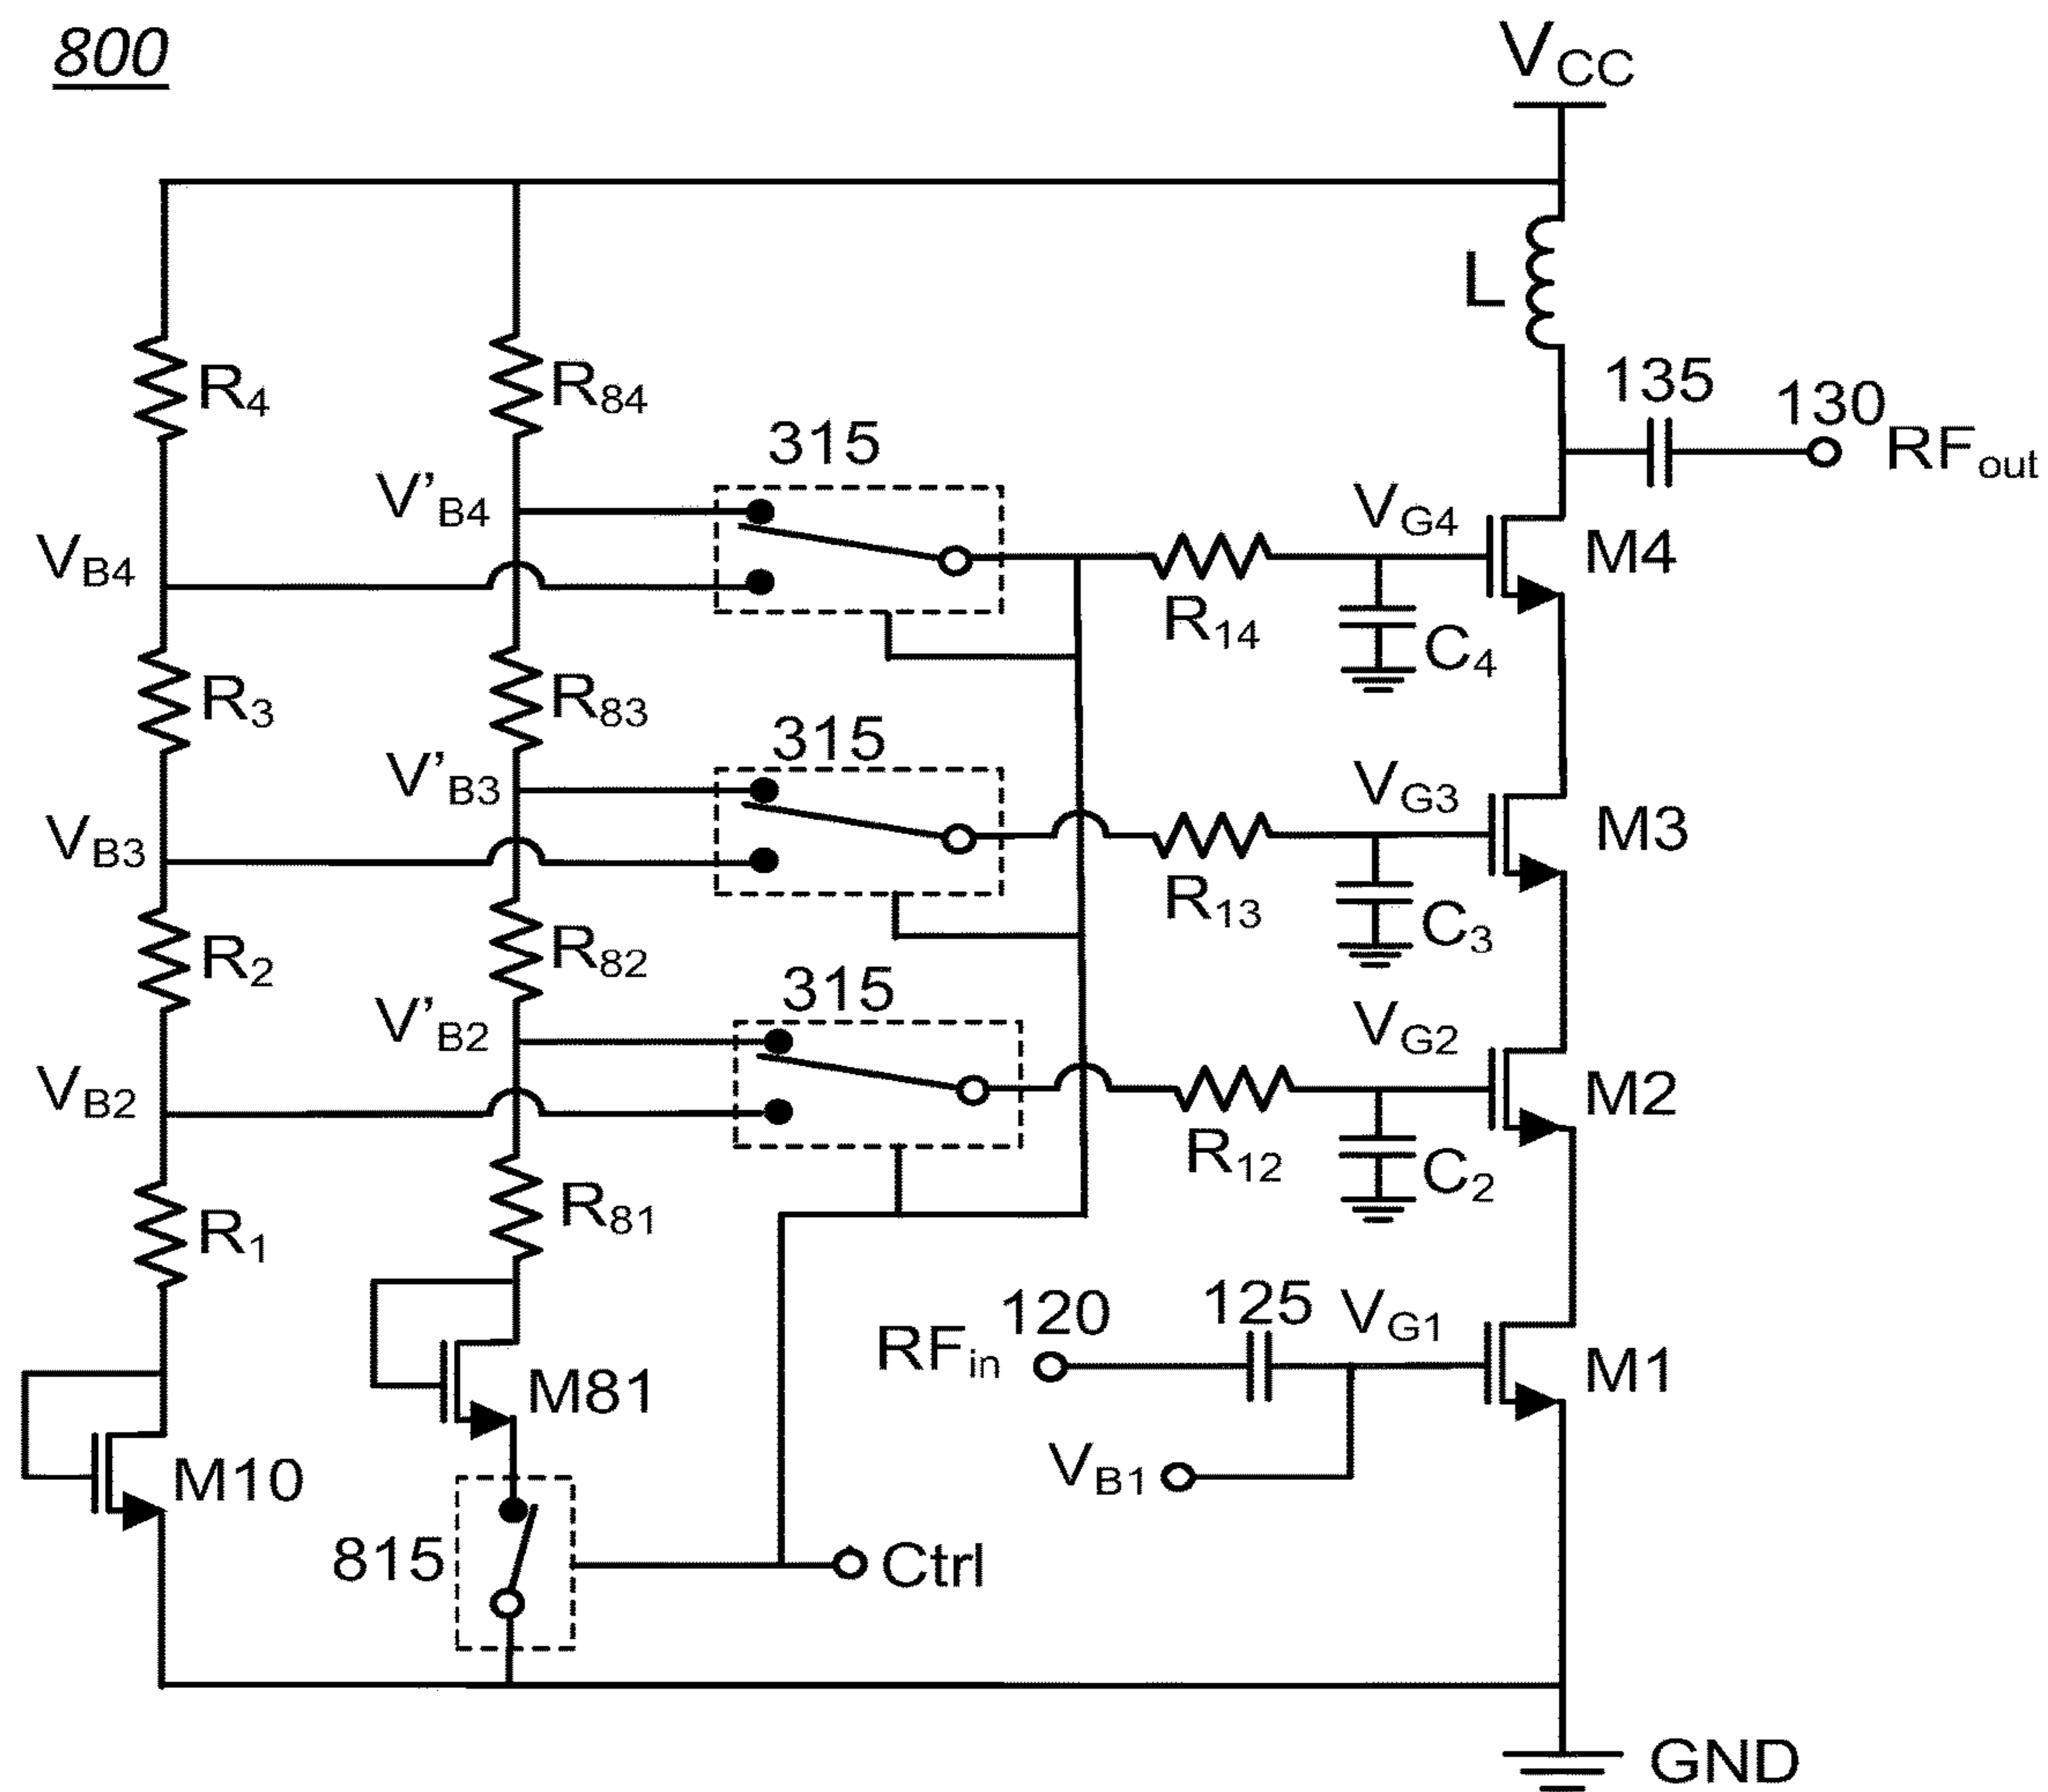 800
VCC
L
135
130
RFout
R4
R84
315
V'B4
VG4
M4
VB4
R14
C4
R3
R83
315
V'B3
VG3
M3
VB3
R13
C3
R2
R82
315
V'B2
VG2
M2
VB2
R12
C2
R1
R81
120
125
VG1
RFin
M1
M81
VB1
M10
815
Ctrl
GND